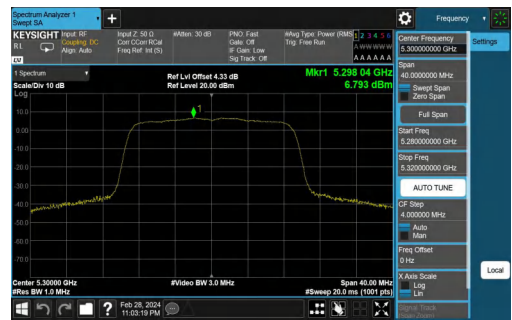 Spectrum Analyzer 1
Swept SA
Frequency
KEYSIGHT
Input: RF
Coupling: DC
Align: Auto
Input Z: 50 Ω
Corr CCorr RCal
Freq Ref: Int (S)
#Atten: 30 dB
PNO: Fast
Gate: Off
IF Gain: Low
Sig Track: Off
#Avg Type: Power (RMS
Trig: Free Run
1 2 3 4 5 6
A W W W W W
A A A A A A
LV
Center Frequency
5.300000000 GHz
Settings
Span
40.0000000 MHz
Swept Span
Zero Span
Full Span
Start Freq
5.280000000 GHz
Stop Freq
5.320000000 GHz
AUTO TUNE
CF Step
4.000000 MHz
Auto
Man
Freq Offset
0 Hz
X Axis Scale
Log
Lin
Signal Track
Local
1 Spectrum
Scale/Div 10 dB
Ref Lvl Offset 4.33 dB
Ref Level 20.00 dBm
Mkr1 5.298 04 GHz
6.793 dBm
Log
1
10.0
0.00
-10.0
-20.0
-30.0
-40.0
-50.0
-60.0
-70.0
Center 5.30000 GHz
#Res BW 1.0 MHz
#Video BW 3.0 MHz
Span 40.00 MHz
#Sweep 20.0 ms (1001 pts)
?
Feb 28, 2024
11:03:19 PM